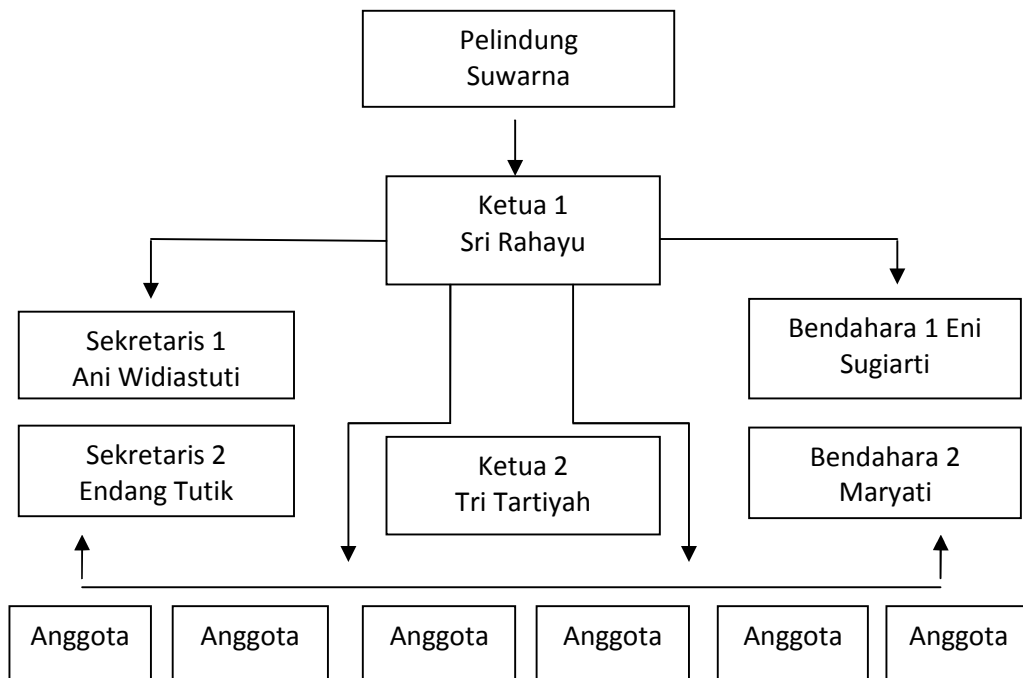 Pelindung
Suwarna
Ketua 1
Sri Rahayu
Sekretaris 1
Ani Widiastuti
Bendahara 1 Eni
Sugiarti
Sekretaris 2
Endang Tutik
Ketua 2
Tri Tartiyah
Bendahara 2
Maryati
Anggota
Anggota
Anggota
Anggota
Anggota
Anggota